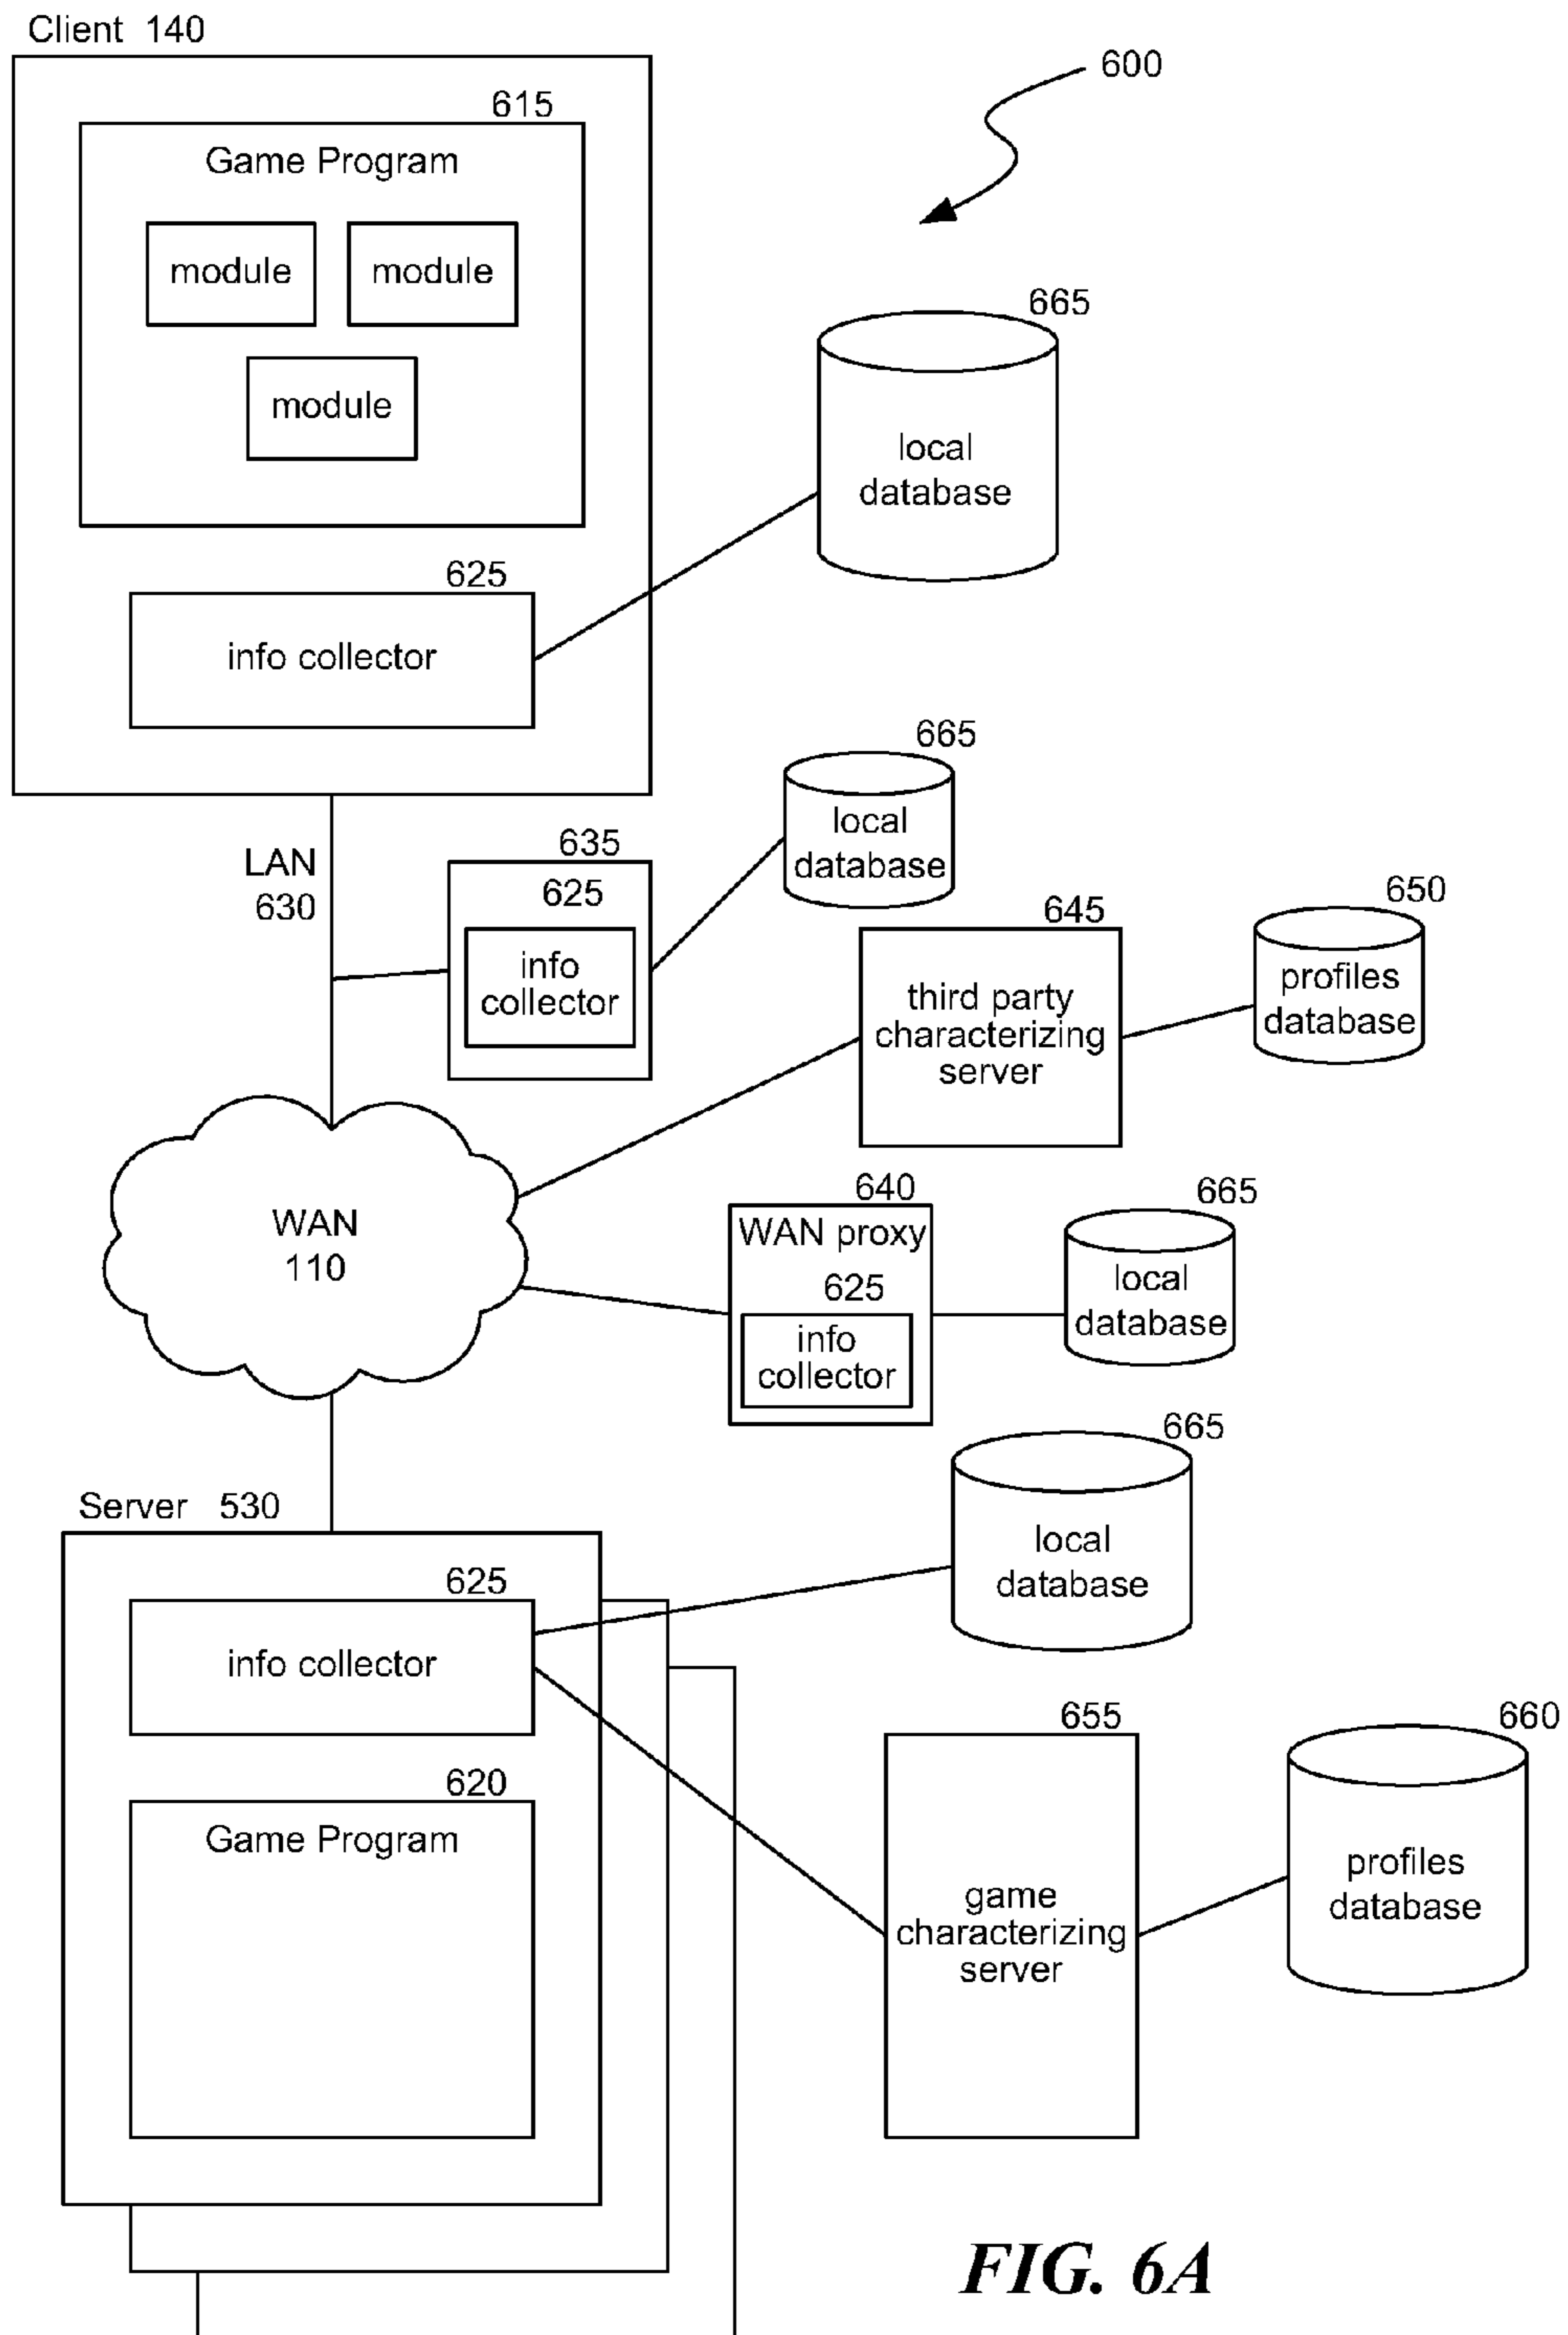 Client 140
600
615
Game Program
module
module
module
665
local
database
625
info collector
665
local
database
LAN
630
635
625
info
collector
645
third party
characterizing
server
650
profiles
database
WAN
110
640
WAN proxy
625
info
collector
665
local
database
665
local
database
Server 530
625
info collector
620
Game Program
655
game
characterizing
server
660
profiles
database
FIG. 6A